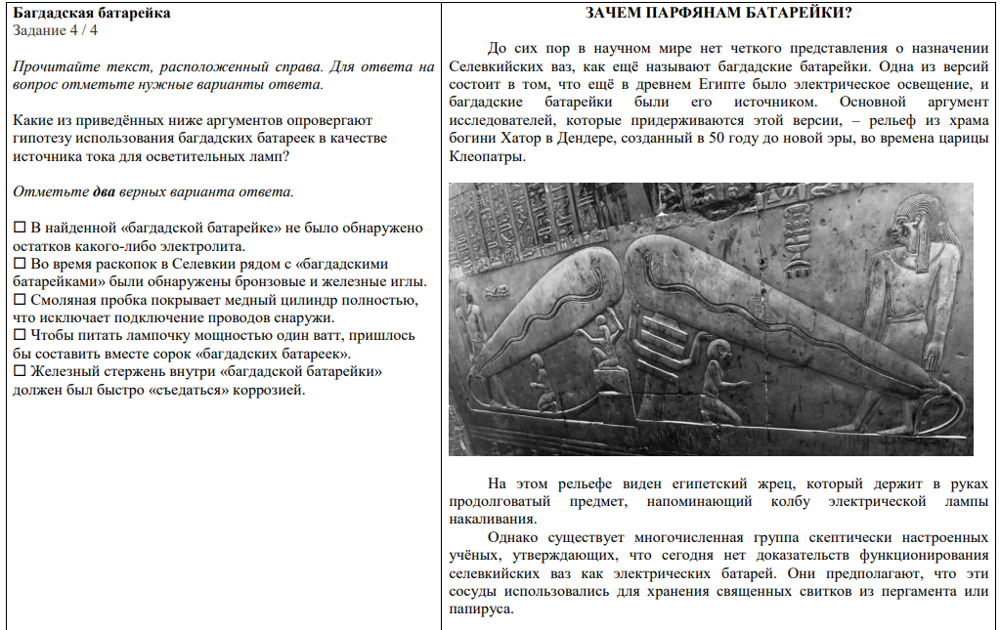 Багдадская батарейка
Задание 4 / 4
Прочитайте текст, расположенный справа. Для ответа на
вопрос отметьте нужные варианты ответа.
Какие из приведённых ниже аргументов опровергают
гипотезу использования багдадских батареек в качестве
источника тока для осветительных ламп?
Отметьте два верных варианта ответа.
☐ В найденной «багдадской батарейке» не было обнаружено
остатков какого-либо электролита.
☐ Во время раскопок в Селевкии рядом с «багдадскими
батарейками» были обнаружены бронзовые и железные иглы.
☐ Смоляная пробка покрывает медный цилиндр полностью,
что исключает подключение проводов снаружи.
☐ Чтобы питать лампочку мощностью один ватт, пришлось
бы составить вместе сорок «багдадских батареек».
☐ Железный стержень внутри «багдадской батарейки»
должен был быстро «съедаться» коррозией.
ЗАЧЕМ ПАРФЯНАМ БАТАРЕЙКИ?
До сих пор в научном мире нет четкого представления о назначении
Селевкийских ваз, как ещё называют багдадские батарейки. Одна из версий
состоит в том, что ещё в древнем Египте было электрическое освещение, и
багдадские батарейки были его источником. Основной аргумент
исследователей, которые придерживаются этой версии, – рельеф из храма
богини Хатор в Дендере, созданный в 50 году до новой эры, во времена царицы
Клеопатры.
На этом рельефе виден египетский жрец, который держит в руках
продолговатый предмет, напоминающий колбу электрической лампы
накаливания.
Однако существует многочисленная группа скептически настроенных
учёных, утверждающих, что сегодня нет доказательств функционирования
селевкийских ваз как электрических батарей. Они предполагают, что эти
сосуды использовались для хранения священных свитков из пергамента или
папируса.